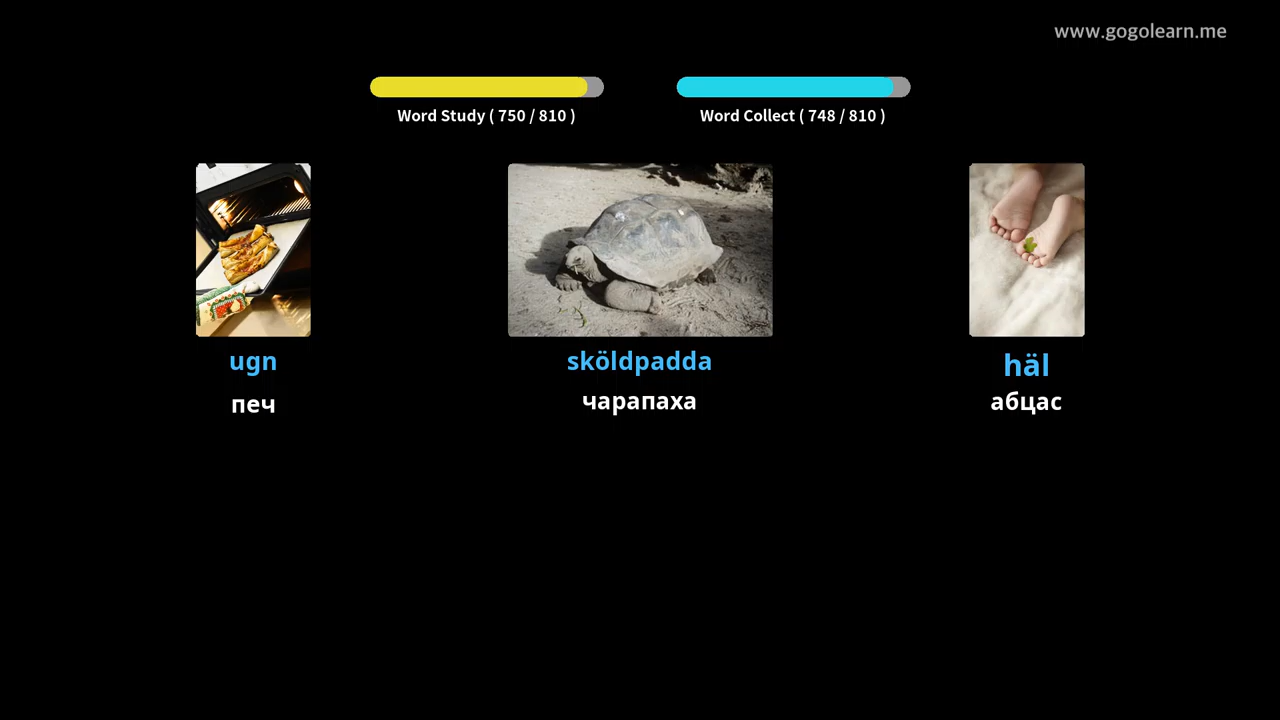 www.gogolearn.me
Word Study ( 750 / 810 )
Word Collect ( 748 / 810 )
ugn
sköldpadda
häl
печ
чарапаха
абцас